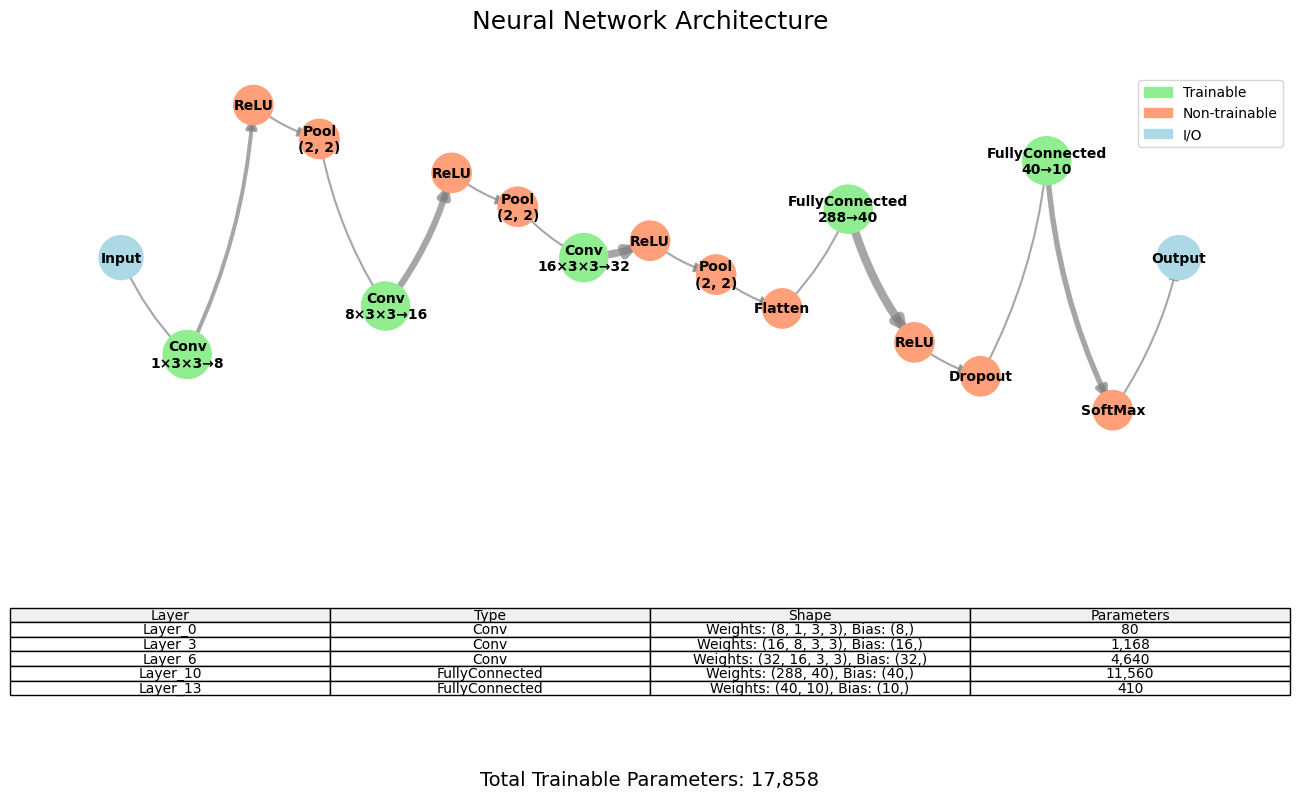 Neural Network Architecture
Trainable
Non-trainable
I/O
Input
Conv
1×3×3→8
ReLU
Pool
(2, 2)
Conv
8×3×3→16
ReLU
Pool
(2, 2)
Conv
16×3×3→32
ReLU
Pool
(2, 2)
Flatten
FullyConnected
288→40
ReLU
Dropout
FullyConnected
40→10
SoftMax
Output
Layer Type Shape Parameters
Layer_0 Conv Weights: (8, 1, 3, 3), Bias: (8,) 80
Layer_3 Conv Weights: (16, 8, 3, 3), Bias: (16,) 1,168
Layer_6 Conv Weights: (32, 16, 3, 3), Bias: (32,) 4,640
Layer_10 FullyConnected Weights: (288, 40), Bias: (40,) 11,560
Layer_13 FullyConnected Weights: (40, 10), Bias: (10,) 410
Total Trainable Parameters: 17,858